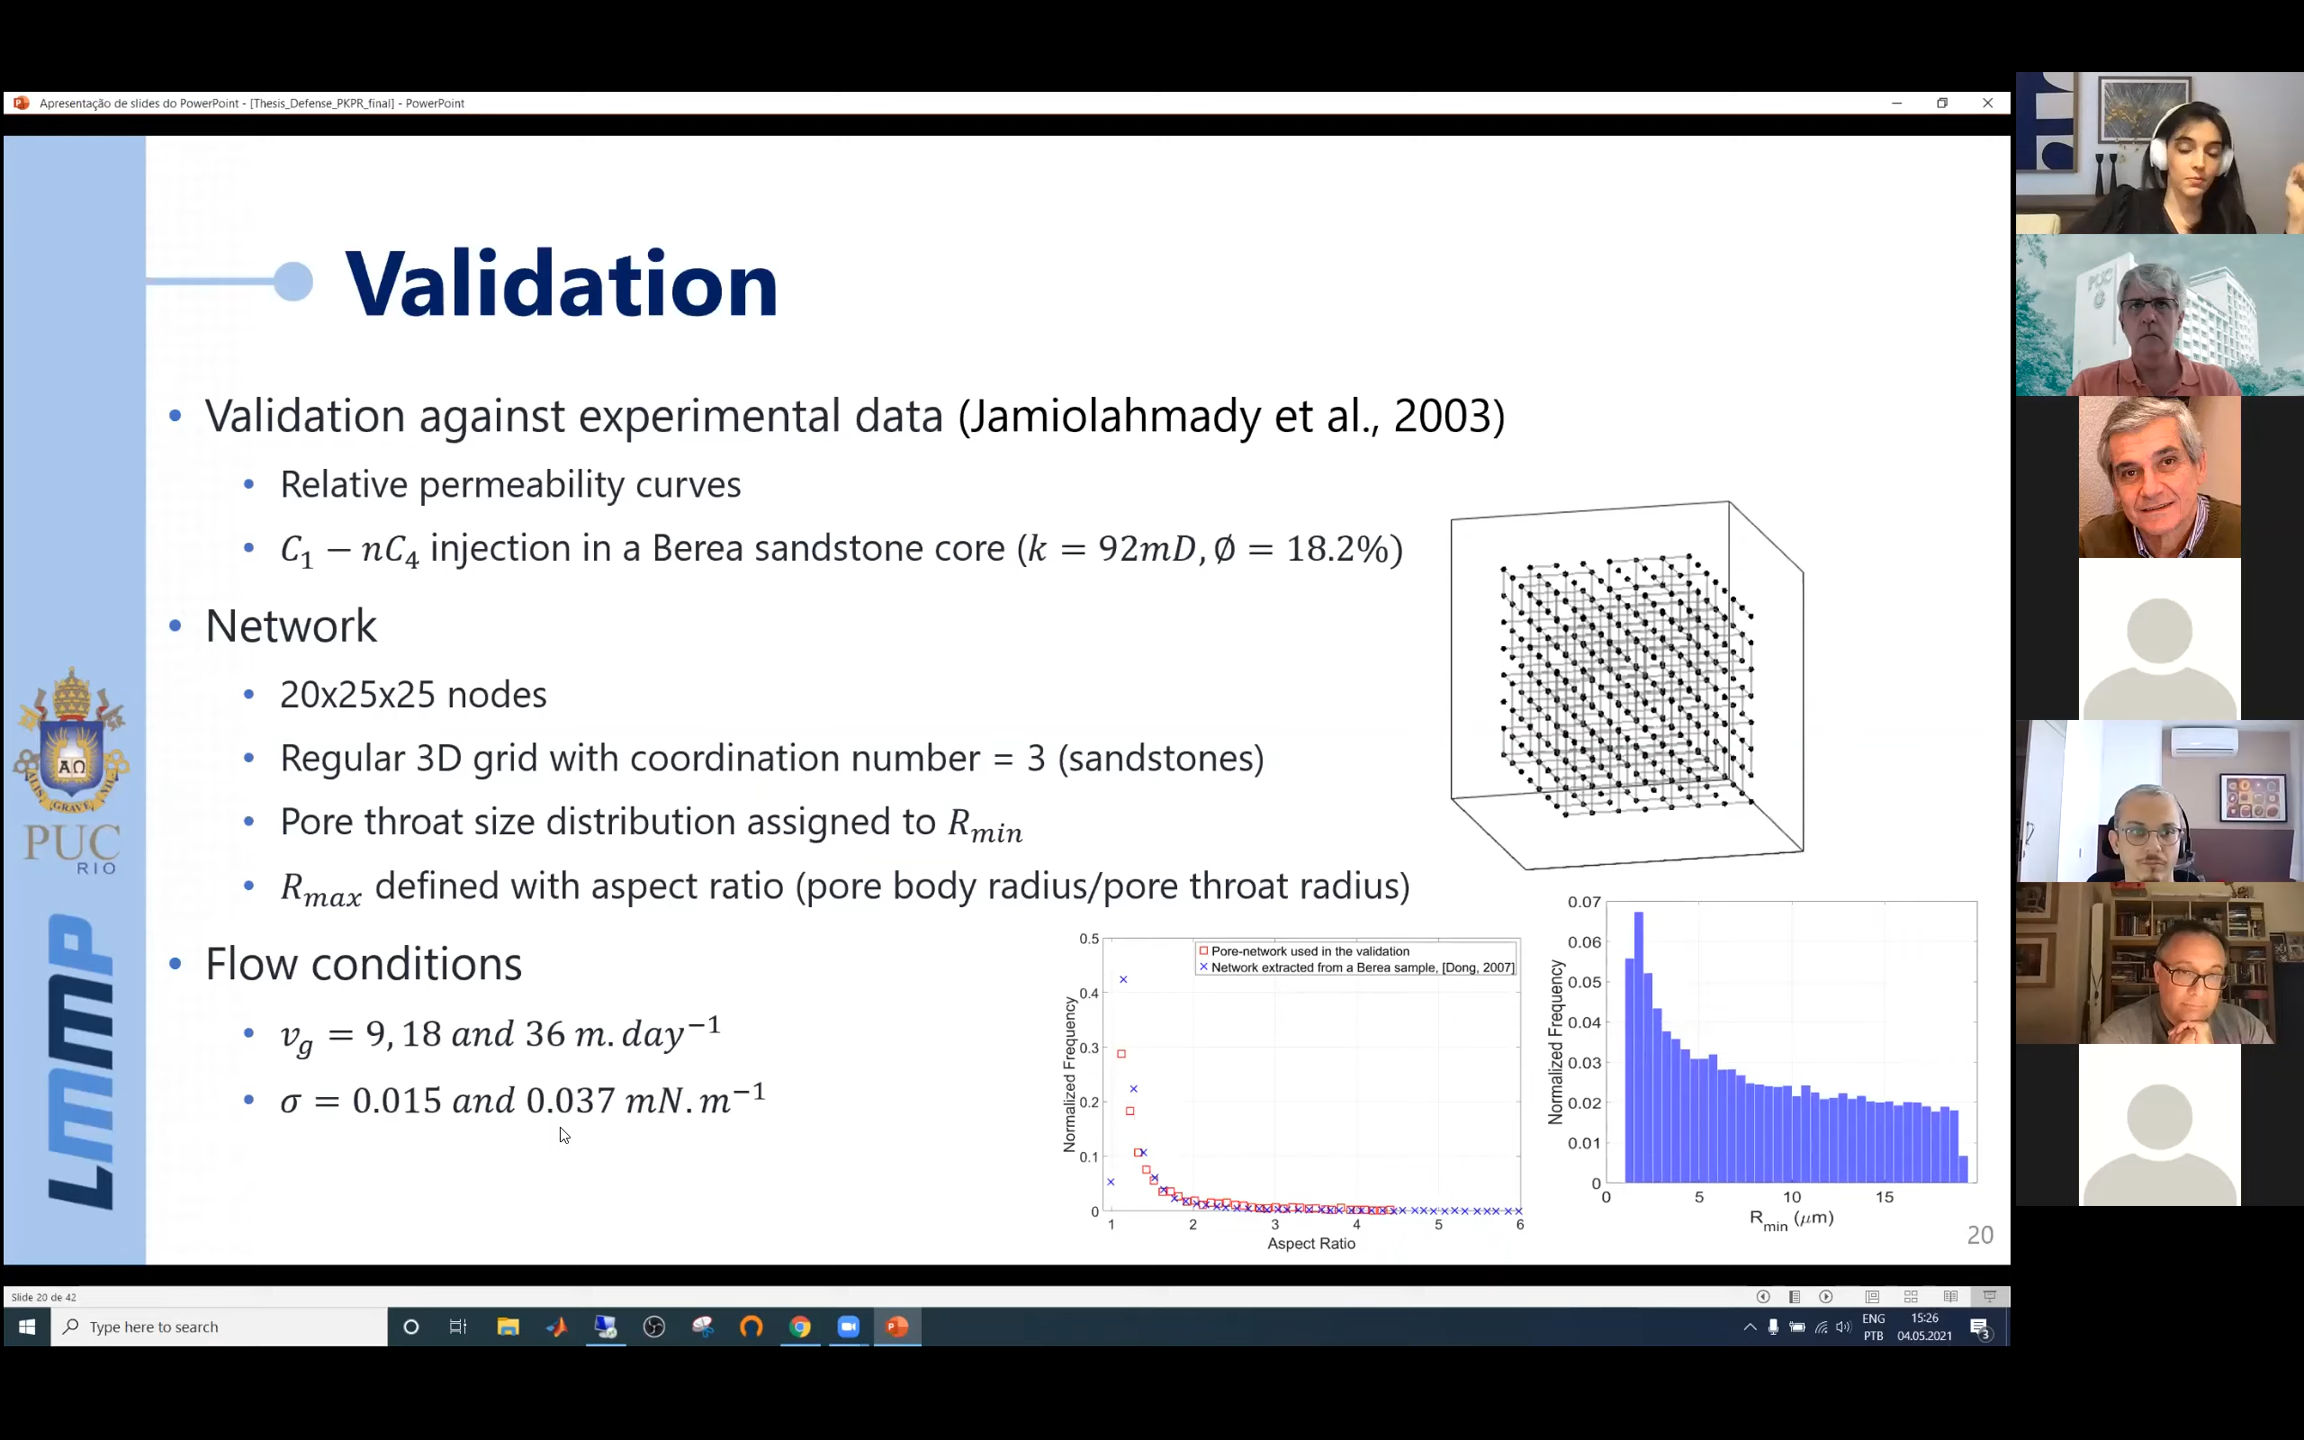 Apresentação de slides do PowerPoint - [Thesis_Defense_PKPR_final] - PowerPoint
Validation
• Validation against experimental data (Jamiolahmady et al., 2003)
• Relative permeability curves
• C₁ − nC₄ injection in a Berea sandstone core (k = 92mD, ∅ = 18.2%)
• Network
• 20x25x25 nodes
• Regular 3D grid with coordination number = 3 (sandstones)
• Pore throat size distribution assigned to Rmin
• Rmax defined with aspect ratio (pore body radius/pore throat radius)
• Flow conditions
• vg = 9, 18 and 36 m. day⁻¹
• σ = 0.015 and 0.037 mN. m⁻¹
ALIS GRAVE NIL
ΑΩ
PUC
RIO
LMMP
0.5
0.4
0.3
0.2
0.1
0
1 2 3 4 5 6
Normalized Frequency
Aspect Ratio
Pore-network used in the validation
Network extracted from a Berea sample, [Dong, 2007]
0.07
0.06
0.05
0.04
0.03
0.02
0.01
0
0 5 10 15
Normalized Frequency
Rmin (μm)
20
Slide 20 de 42
Type here to search
ENG
PTB
15:26
04.05.2021
3
PUC